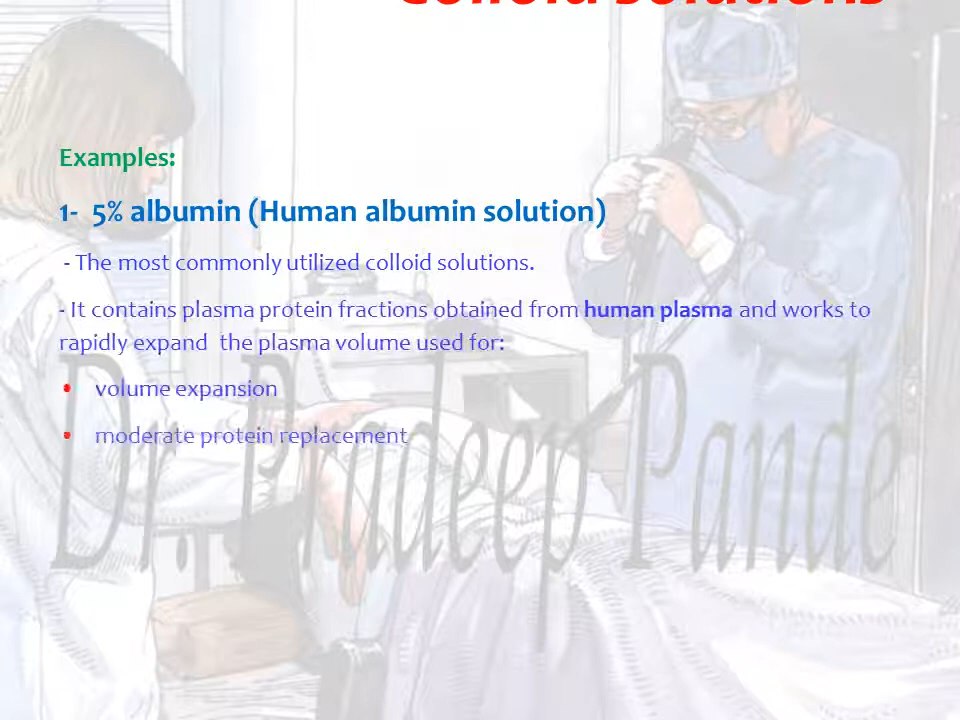 Colloid solutions
Examples:
1- 5% albumin (Human albumin solution)
- The most commonly utilized colloid solutions.
- It contains plasma protein fractions obtained from human plasma and works to
rapidly expand the plasma volume used for:
• volume expansion
• moderate protein replacement
Dr. Pradeep Pande